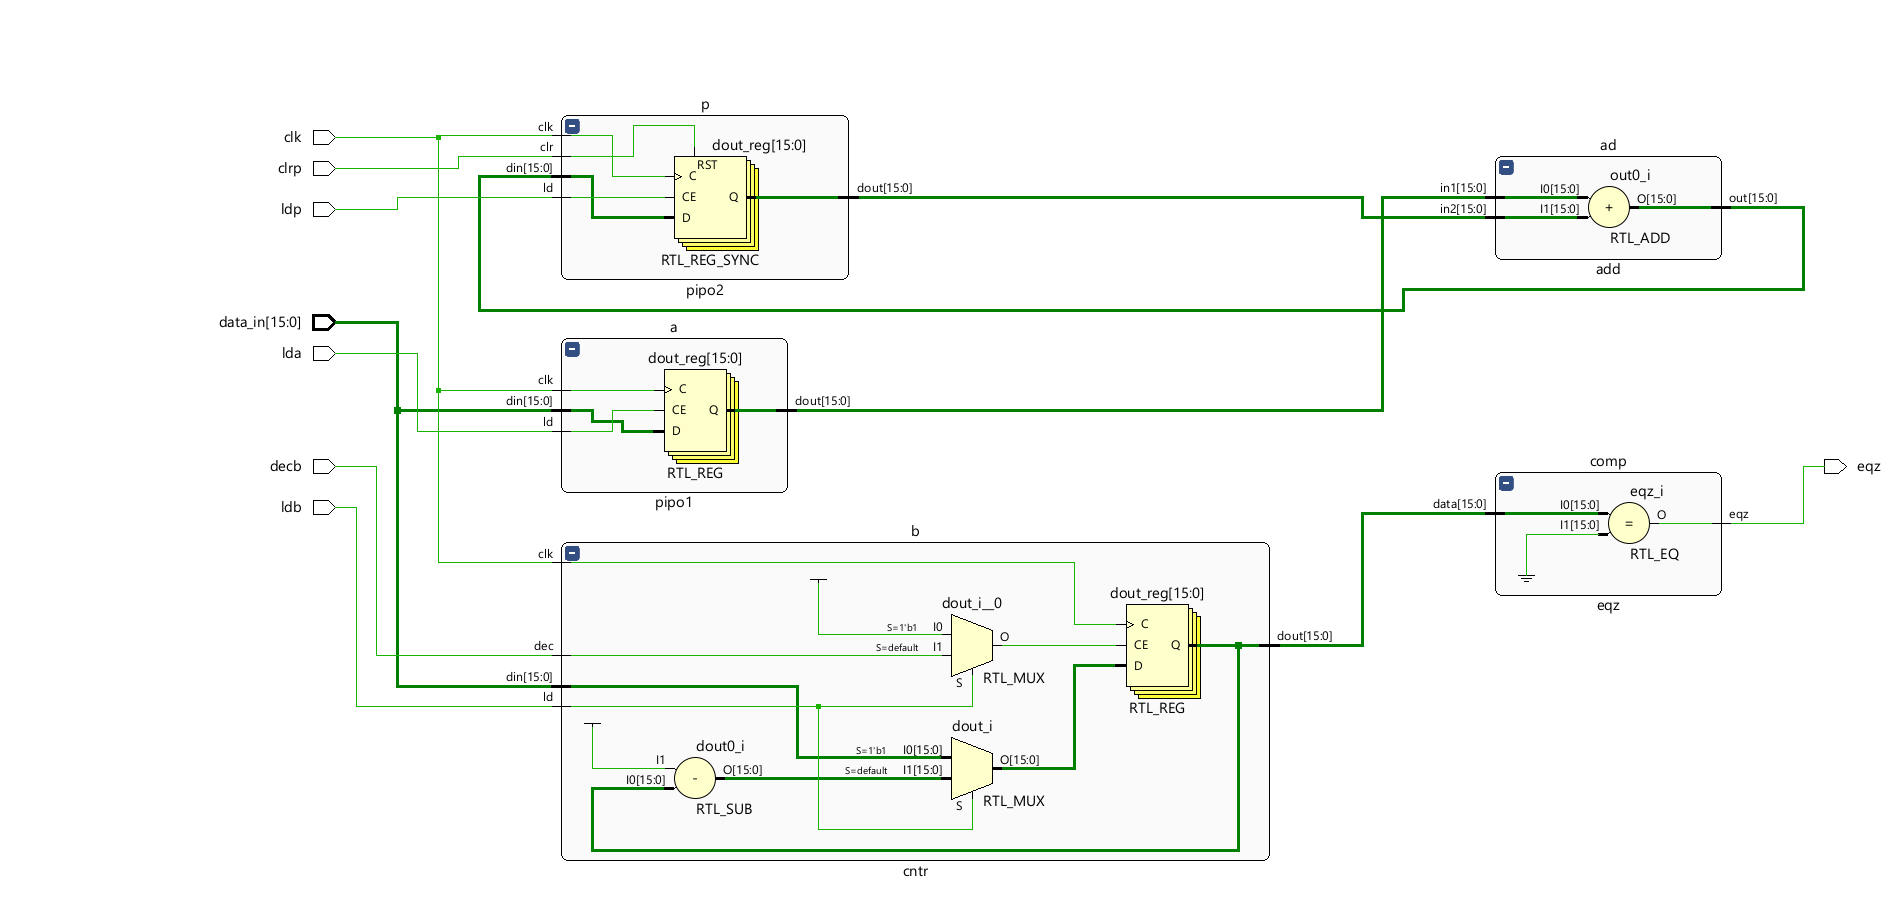 p
clk
clk
dout_reg[15:0]
clr
clrp
RST
din[15:0]
C
ld
CE
Q
dout[15:0]
ldp
D
RTL_REG_SYNC
pipo2
ad
out0_i
in1[15:0]
I0[15:0]
+
O[15:0]
out[15:0]
in2[15:0]
I1[15:0]
RTL_ADD
add
data_in[15:0]
a
lda
dout_reg[15:0]
clk
C
din[15:0]
CE
Q
dout[15:0]
ld
D
RTL_REG
pipo1
decb
ldb
comp
eqz
eqz_i
data[15:0]
I0[15:0]
=
O
eqz
I1[15:0]
RTL_EQ
eqz
b
clk
dout_i__0
dout_reg[15:0]
S=1'b1
I0
C
O
dec
S=default
I1
CE
Q
dout[15:0]
D
din[15:0]
S
RTL_MUX
ld
RTL_REG
dout_i
dout0_i
S=1'b1
I0[15:0]
I1
O[15:0]
O[15:0]
-
S=default
I1[15:0]
I0[15:0]
RTL_SUB
S
RTL_MUX
cntr